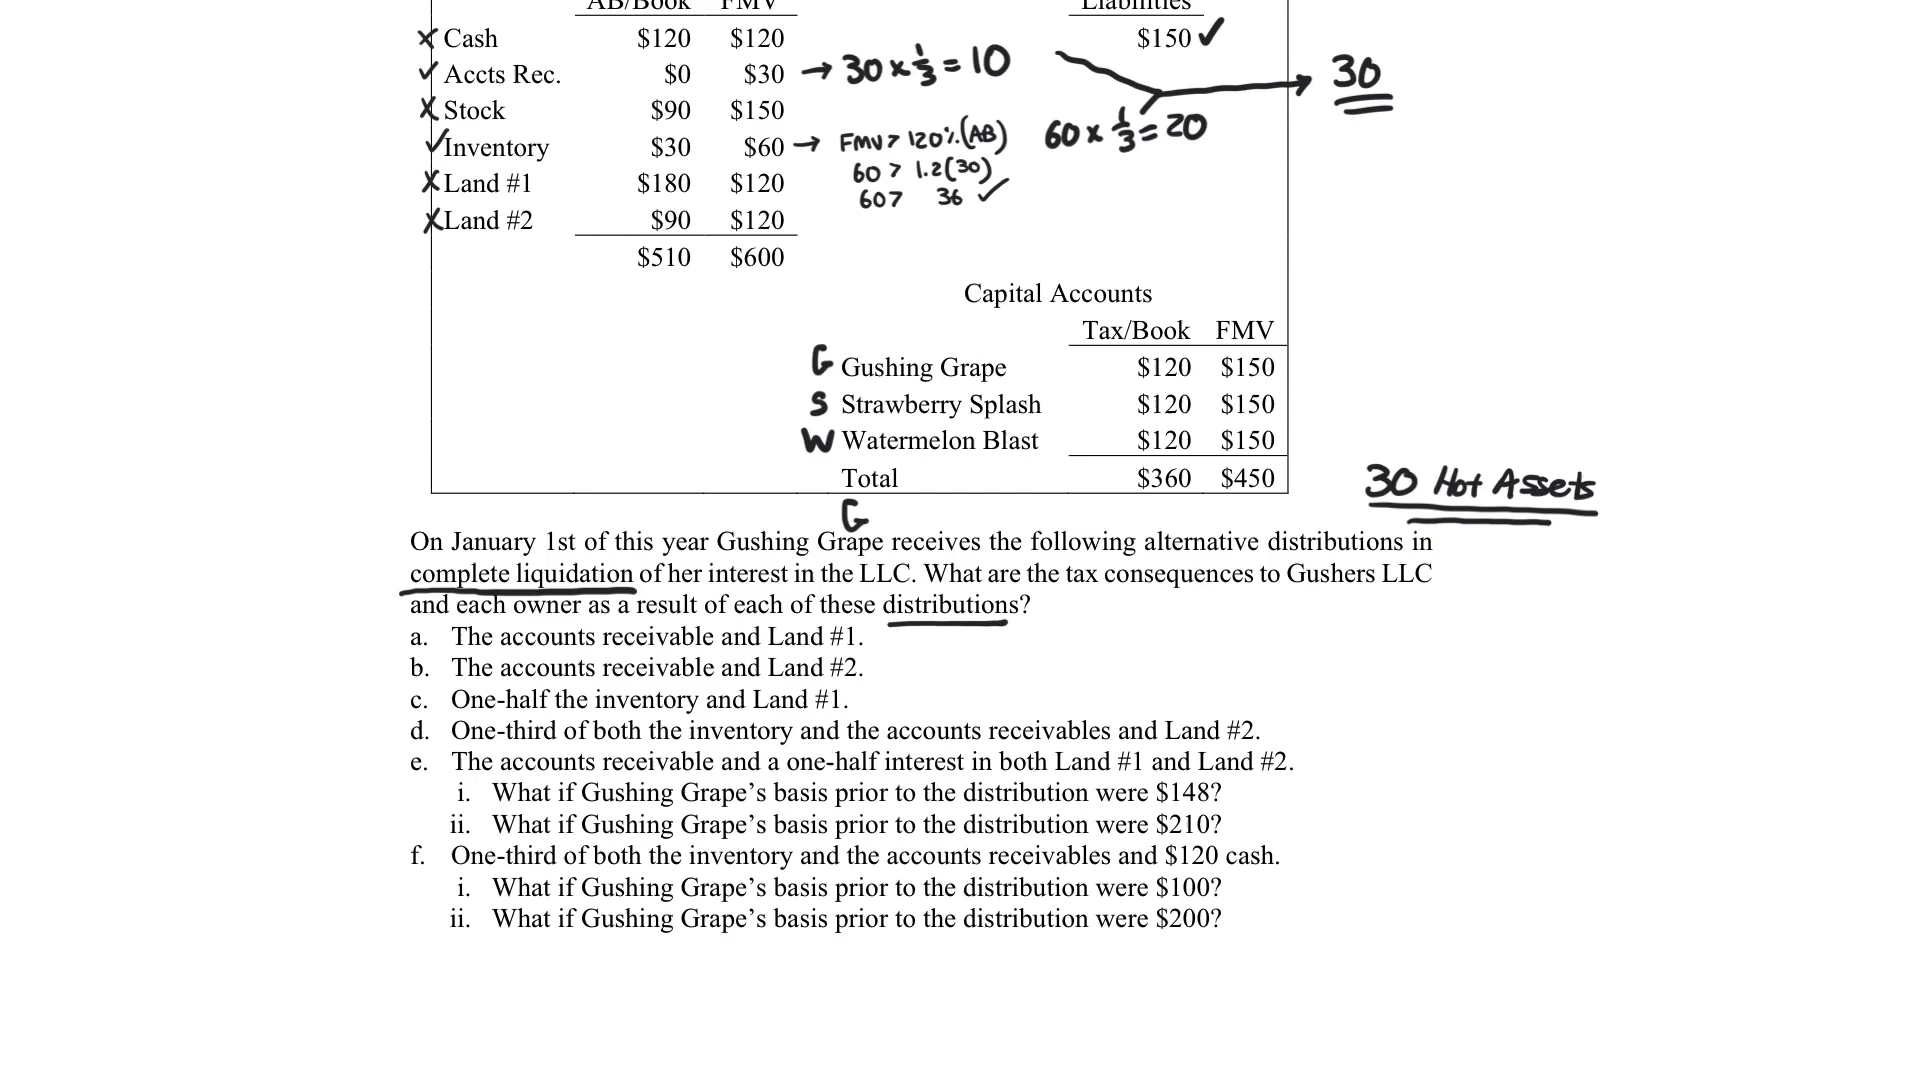 AB/Book FMV Liabilities
x Cash $120 $120 $150 ✓
✓ Accts Rec. $0 $30 → 30 x 1/3 = 10 30
x Stock $90 $150
✓ Inventory $30 $60 → FMV > 120% (AB) 60 x 1/3 = 20
60 > 1.2(30)
x Land #1 $180 $120
60 > 36 ✓
x Land #2 $90 $120
$510 $600
Capital Accounts
Tax/Book FMV
G Gushing Grape $120 $150
S Strawberry Splash $120 $150
W Watermelon Blast $120 $150
Total $360 $450
30 Hot Assets
G
On January 1st of this year Gushing Grape receives the following alternative distributions in
complete liquidation of her interest in the LLC. What are the tax consequences to Gushers LLC
and each owner as a result of each of these distributions?
a. The accounts receivable and Land #1.
b. The accounts receivable and Land #2.
c. One-half the inventory and Land #1.
d. One-third of both the inventory and the accounts receivables and Land #2.
e. The accounts receivable and a one-half interest in both Land #1 and Land #2.
i. What if Gushing Grape’s basis prior to the distribution were $148?
ii. What if Gushing Grape’s basis prior to the distribution were $210?
f. One-third of both the inventory and the accounts receivables and $120 cash.
i. What if Gushing Grape’s basis prior to the distribution were $100?
ii. What if Gushing Grape’s basis prior to the distribution were $200?